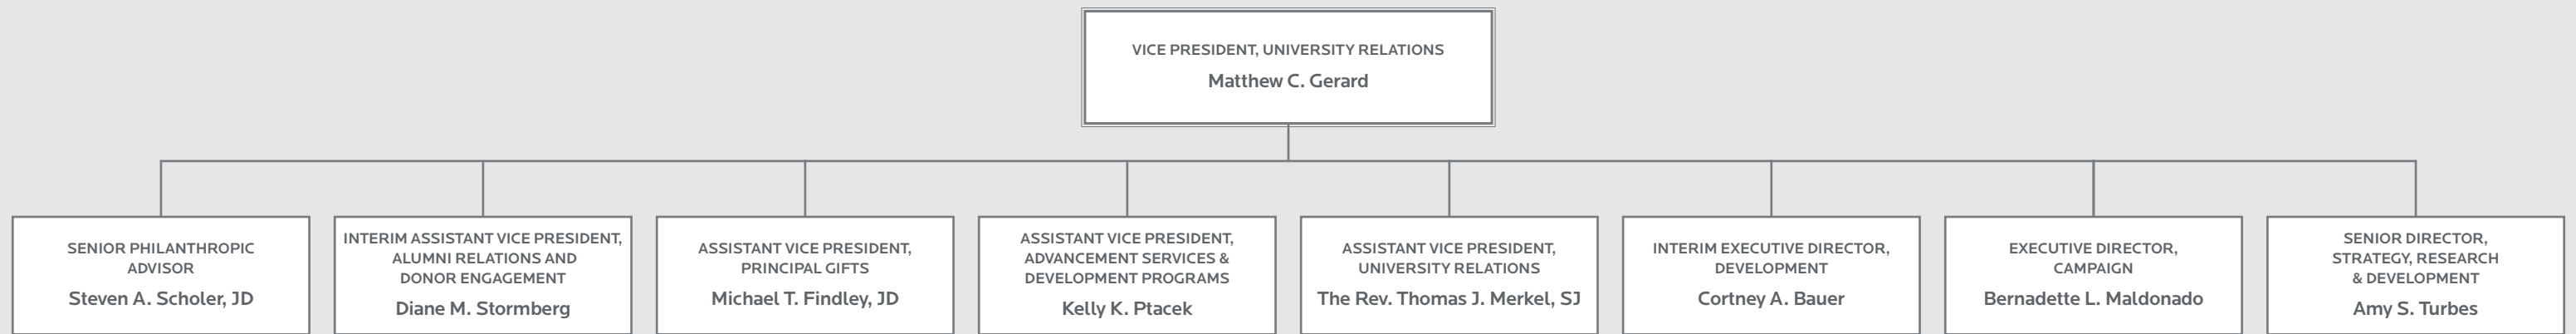 VICE PRESIDENT, UNIVERSITY RELATIONS
Matthew C. Gerard
SENIOR PHILANTHROPIC
ADVISOR
Steven A. Scholer, JD
INTERIM ASSISTANT VICE PRESIDENT,
ALUMNI RELATIONS AND
DONOR ENGAGEMENT
Diane M. Stormberg
ASSISTANT VICE PRESIDENT,
PRINCIPAL GIFTS
Michael T. Findley, JD
ASSISTANT VICE PRESIDENT,
ADVANCEMENT SERVICES &
DEVELOPMENT PROGRAMS
Kelly K. Ptacek
ASSISTANT VICE PRESIDENT,
UNIVERSITY RELATIONS
The Rev. Thomas J. Merkel, SJ
INTERIM EXECUTIVE DIRECTOR,
DEVELOPMENT
Cortney A. Bauer
EXECUTIVE DIRECTOR,
CAMPAIGN
Bernadette L. Maldonado
SENIOR DIRECTOR,
STRATEGY, RESEARCH
& DEVELOPMENT
Amy S. Turbes